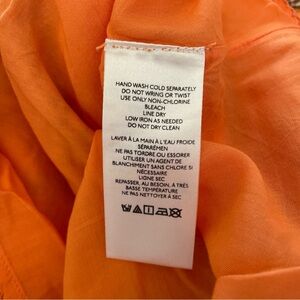 HAND WASH COLD SEPARATELY
DO NOT WRING OR TWIST
USE ONLY NON-CHLORINE
BLEACH
LINE DRY
LOW IRON AS NEEDED
DO NOT DRY CLEAN
LAVER À LA MAIN À L'EAU FROIDE
SÉPARÉMEN
NE PAS TORDRE OU ESSORER
UTILISER UN AGENT DE
BLANCHIMENT SANS CHLORE SI
NÉCESSAIRE
LIGNE SEC
REPASSER, AU BESOIN, À TRÈS
BASSE TEMPÉRATURE
NE PAS NETTOYER À SEC